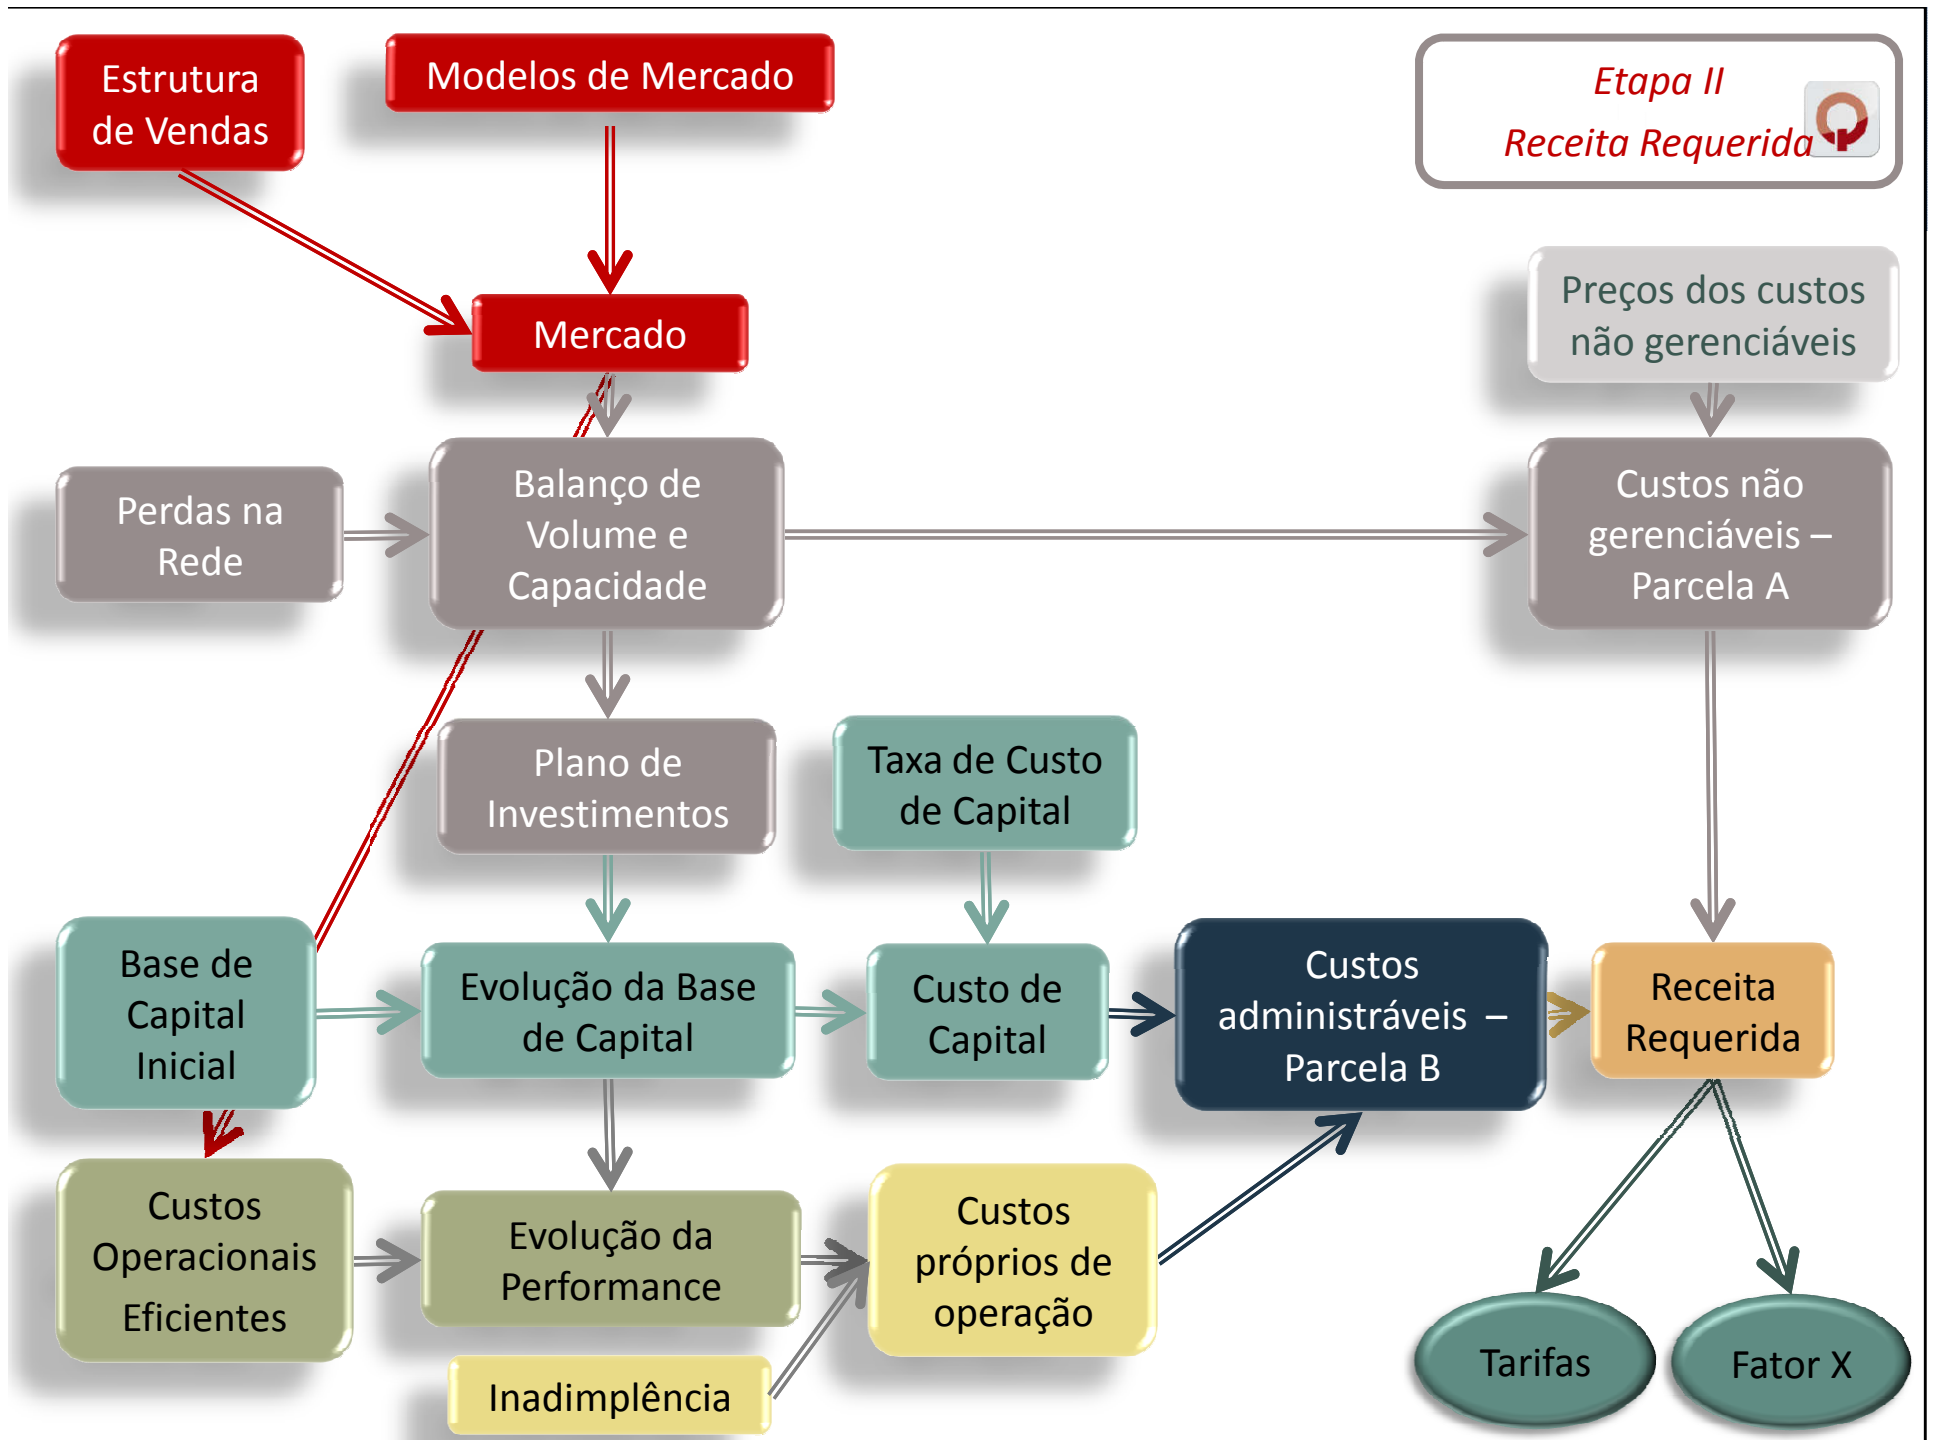 Estrutura
de Vendas
Modelos de Mercado
Etapa II
Receita Requerida
Mercado
Preços dos custos
não gerenciáveis
Perdas na
Rede
Balanço de
Volume e
Capacidade
Custos não
gerenciáveis –
Parcela A
Plano de
Investimentos
Taxa de Custo
de Capital
Base de
Capital
Inicial
Evolução da Base
de Capital
Custo de
Capital
Custos
administráveis –
Parcela B
Receita
Requerida
Custos
Operacionais
Eficientes
Evolução da
Performance
Custos
próprios de
operação
Inadimplência
Tarifas
Fator X